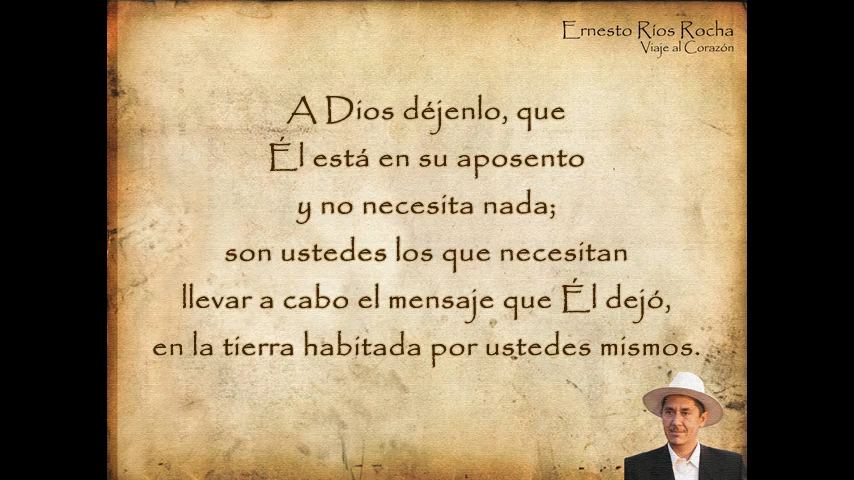 Ernesto Ríos Rocha
Viaje al Corazón
A Dios déjenlo, que
Él está en su aposento
y no necesita nada;
son ustedes los que necesitan
llevar a cabo el mensaje que Él dejó,
en la tierra habitada por ustedes mismos.